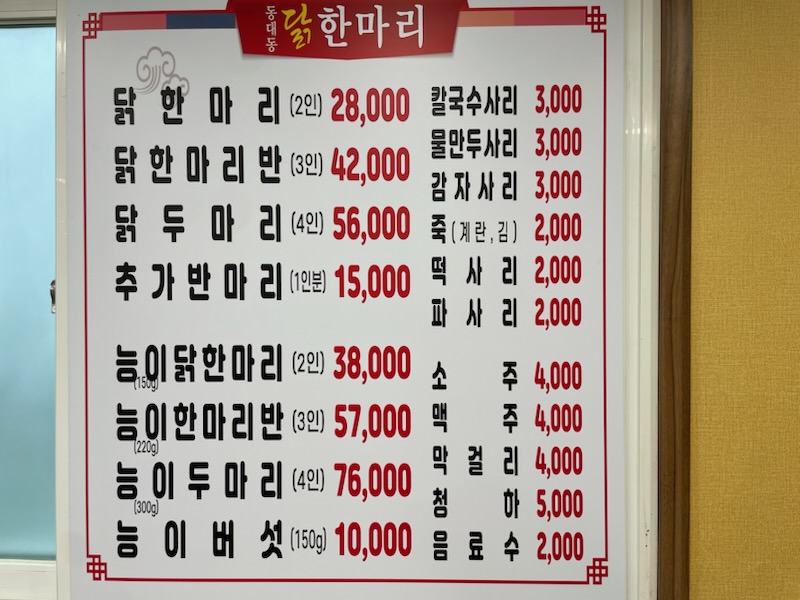 동대동 닭한마리
닭한마리 (2인) 28,000
닭한마리반 (3인) 42,000
닭두마리 (4인) 56,000
추가반마리 (1인분) 15,000
능이닭한마리 (2인) 38,000
(150g)
능이한마리반 (3인) 57,000
(220g)
능이두마리 (4인) 76,000
(300g)
능이버섯 (150g) 10,000
칼국수사리 3,000
물만두사리 3,000
감자사리 3,000
죽(계란,김) 2,000
떡사리 2,000
파사리 2,000
소주 4,000
맥주 4,000
막걸리 4,000
청하 5,000
음료수 2,000